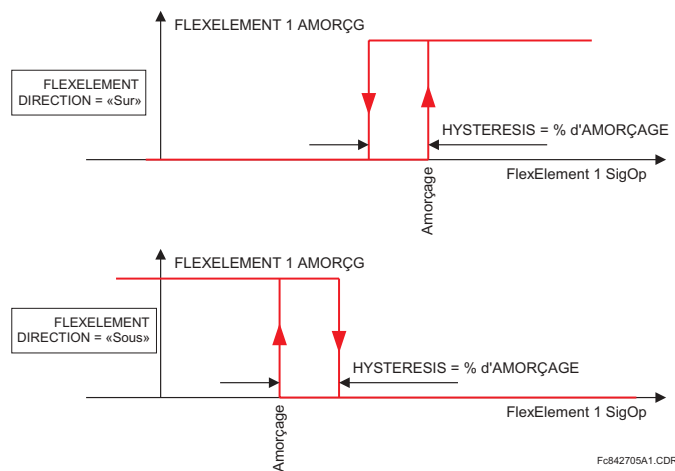 FLEXELEMENT 1 AMORÇG
FLEXELEMENT
DIRECTION = «Sur»
HYSTERESIS = % d'AMORÇAGE
Amorçage
FlexElement 1 SigOp
FLEXELEMENT 1 AMORÇG
FLEXELEMENT
DIRECTION = «Sous»
HYSTERESIS = % d'AMORÇAGE
Amorçage
FlexElement 1 SigOp
Fc842705A1.CDR